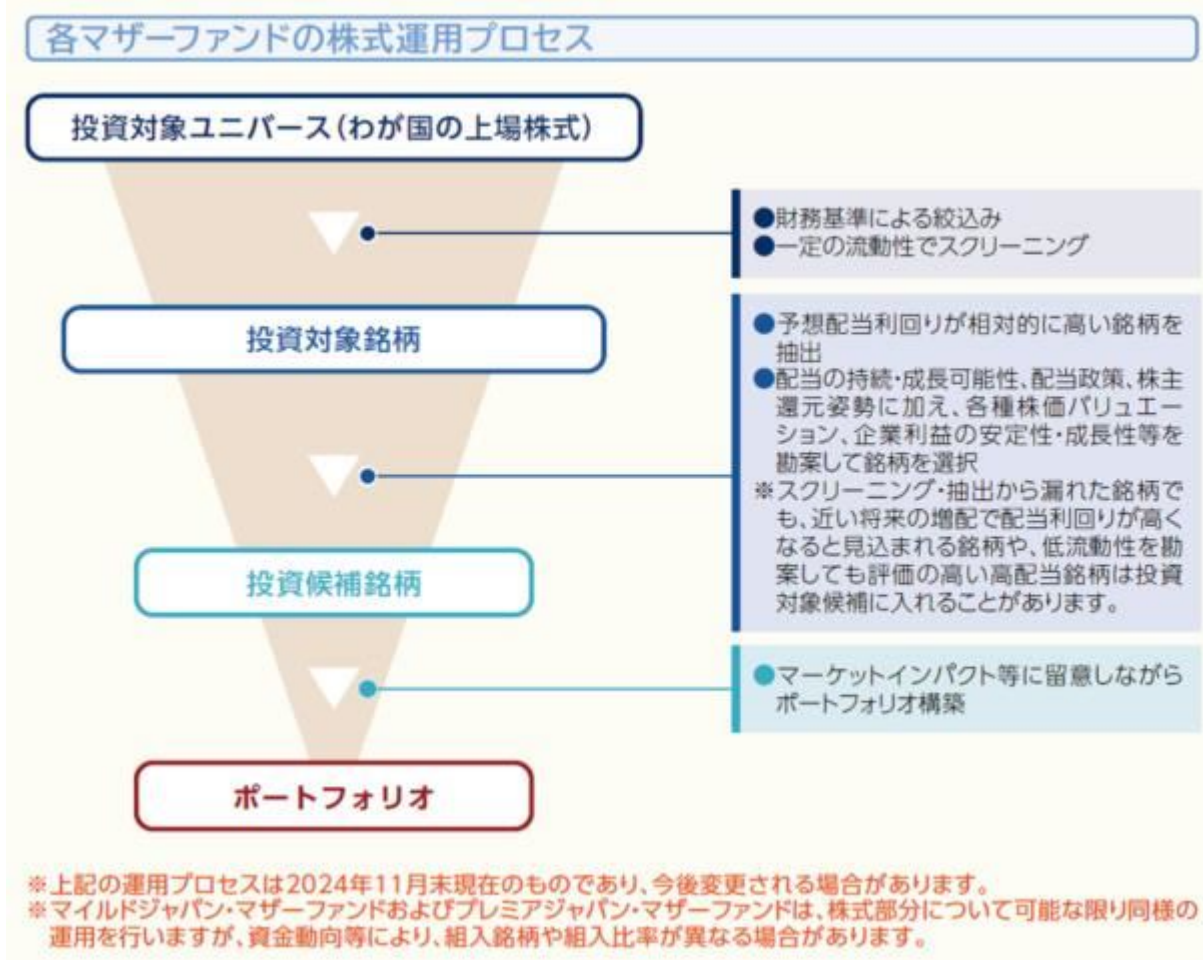 各マザーファンドの株式運用プロセス
投資対象ユニバース(わが国の上場株式)
●財務基準による絞込み
●一定の流動性でスクリーニング
投資対象銘柄
●予想配当利回りが相対的に高い銘柄を
抽出
●配当の持続・成長可能性、配当政策、株主
還元姿勢に加え、各種株価バリュエー
ション、企業利益の安定性・成長性等を
勘案して銘柄を選択
※スクリーニング・抽出から漏れた銘柄で
も、近い将来の増配で配当利回りが高く
なると見込まれる銘柄や、低流動性を勘
案しても評価の高い高配当銘柄は投資
対象候補に入れることがあります。
投資候補銘柄
●マーケットインパクト等に留意しながら
ポートフォリオ構築
ポートフォリオ
※上記の運用プロセスは2024年11月末現在のものであり、今後変更される場合があります。
※マイルドジャパン・マザーファンドおよびプレミアジャパン・マザーファンドは、株式部分について可能な限り同様の
運用を行いますが、資金動向等により、組入銘柄や組入比率が異なる場合があります。